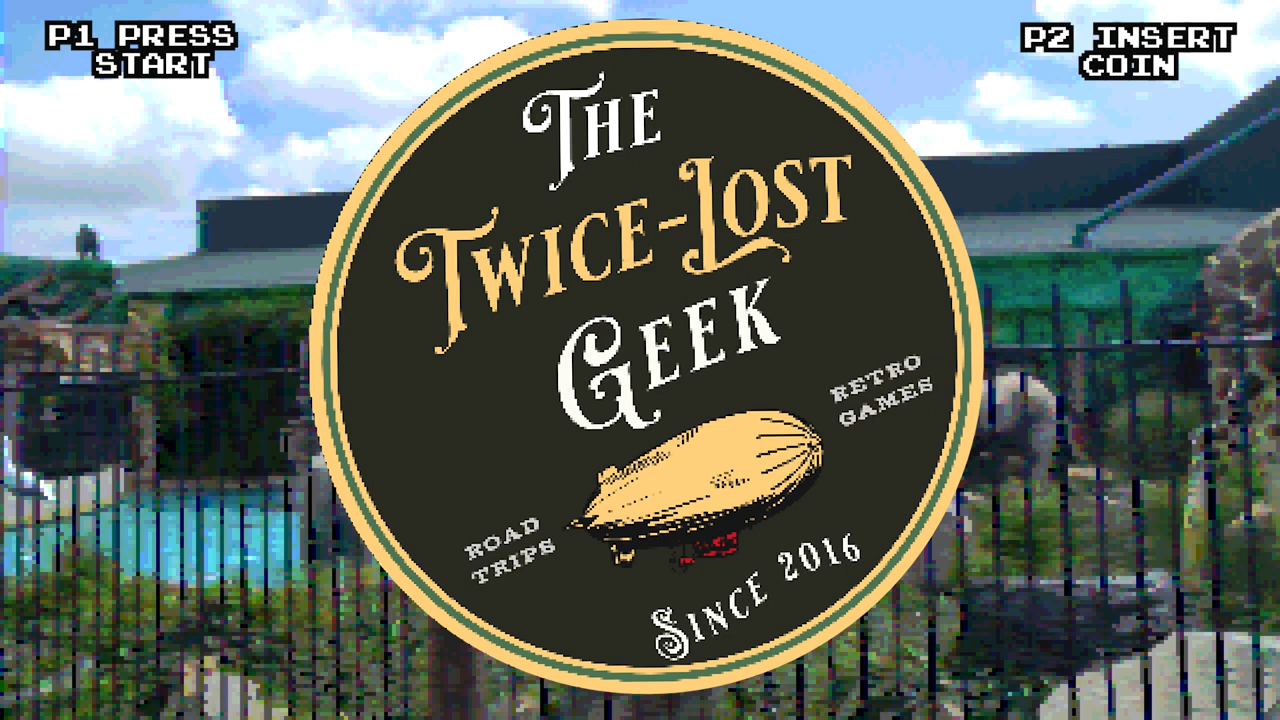 P1 PRESS
START
P2 INSERT
COIN
THE
TWICE-LOST
GEEK
RETRO
GAMES
ROAD
TRIPS
SINCE 2016